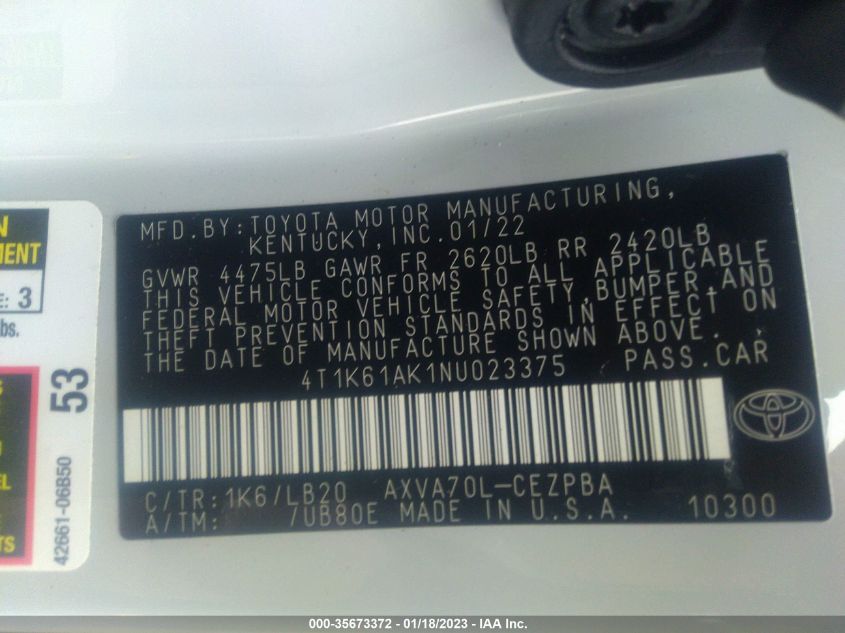 MFD.BY:TOYOTA MOTOR MANUFACTURING,
KENTUCKY,INC.01/22
GVWR 4475LB GAWR FR 2620LB RR 2420LB
THIS VEHICLE CONFORMS TO ALL APPLICABLE
FEDERAL MOTOR VEHICLE SAFETY,BUMPER,AND
THEFT PREVENTION STANDARDS IN EFFECT ON
THE DATE OF MANUFACTURE SHOWN ABOVE.
4T1K61AK1NU023375 PASS.CAR
C/TR:1K6/LB20 AXVA70L-CEZPBA
A/TM: 7UB80E MADE IN U.S.A. 10300
E: 3
53
42661-06B50
000-35673372 - 01/18/2023 - IAA Inc.